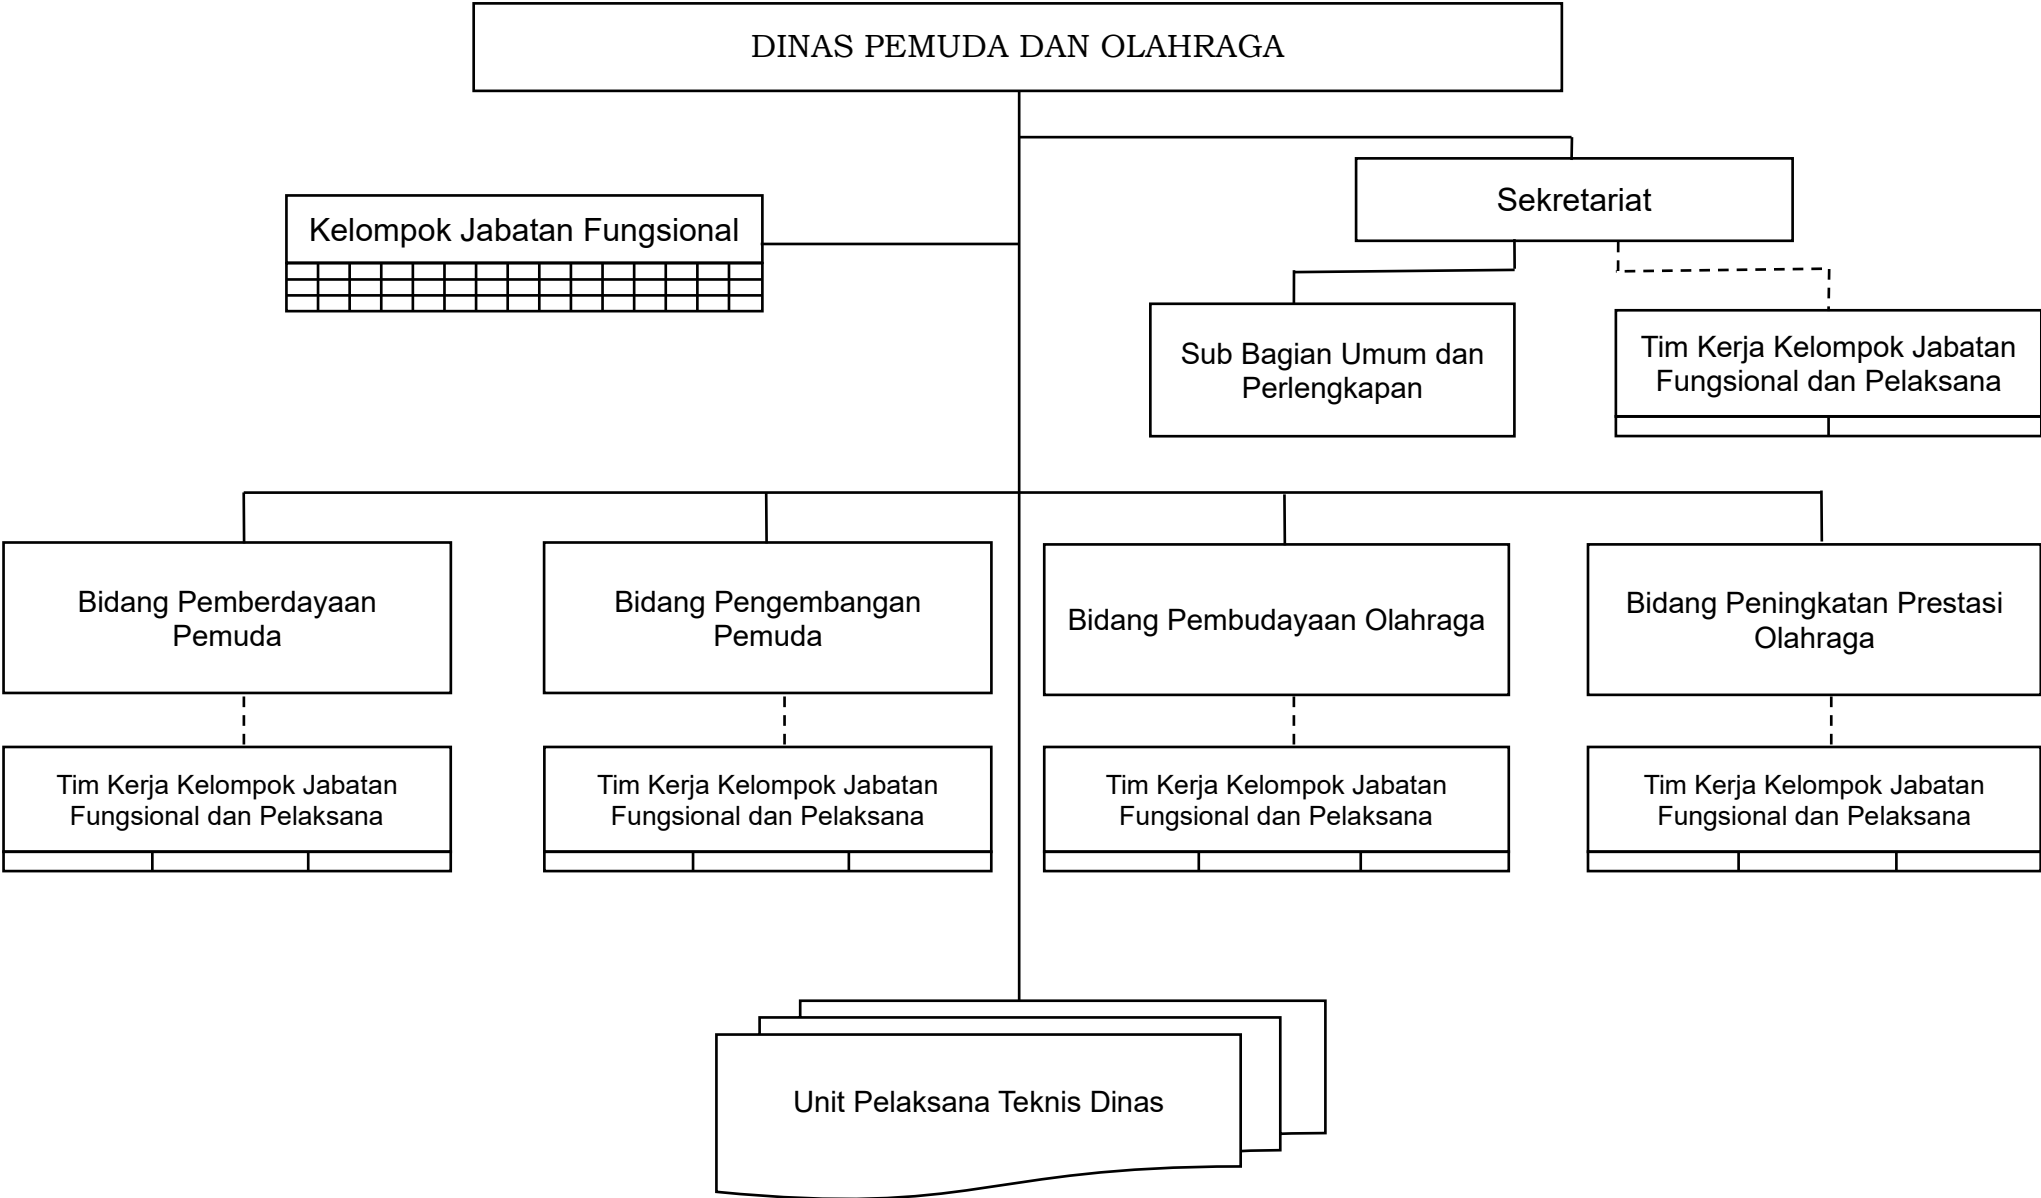 DINAS PEMUDA DAN OLAHRAGA
Sekretariat
Kelompok Jabatan Fungsional
Sub Bagian Umum dan
Perlengkapan
Tim Kerja Kelompok Jabatan
Fungsional dan Pelaksana
Bidang Pemberdayaan
Pemuda
Bidang Pengembangan
Pemuda
Bidang Pembudayaan Olahraga
Bidang Peningkatan Prestasi
Olahraga
Tim Kerja Kelompok Jabatan
Fungsional dan Pelaksana
Tim Kerja Kelompok Jabatan
Fungsional dan Pelaksana
Tim Kerja Kelompok Jabatan
Fungsional dan Pelaksana
Tim Kerja Kelompok Jabatan
Fungsional dan Pelaksana
Unit Pelaksana Teknis Dinas